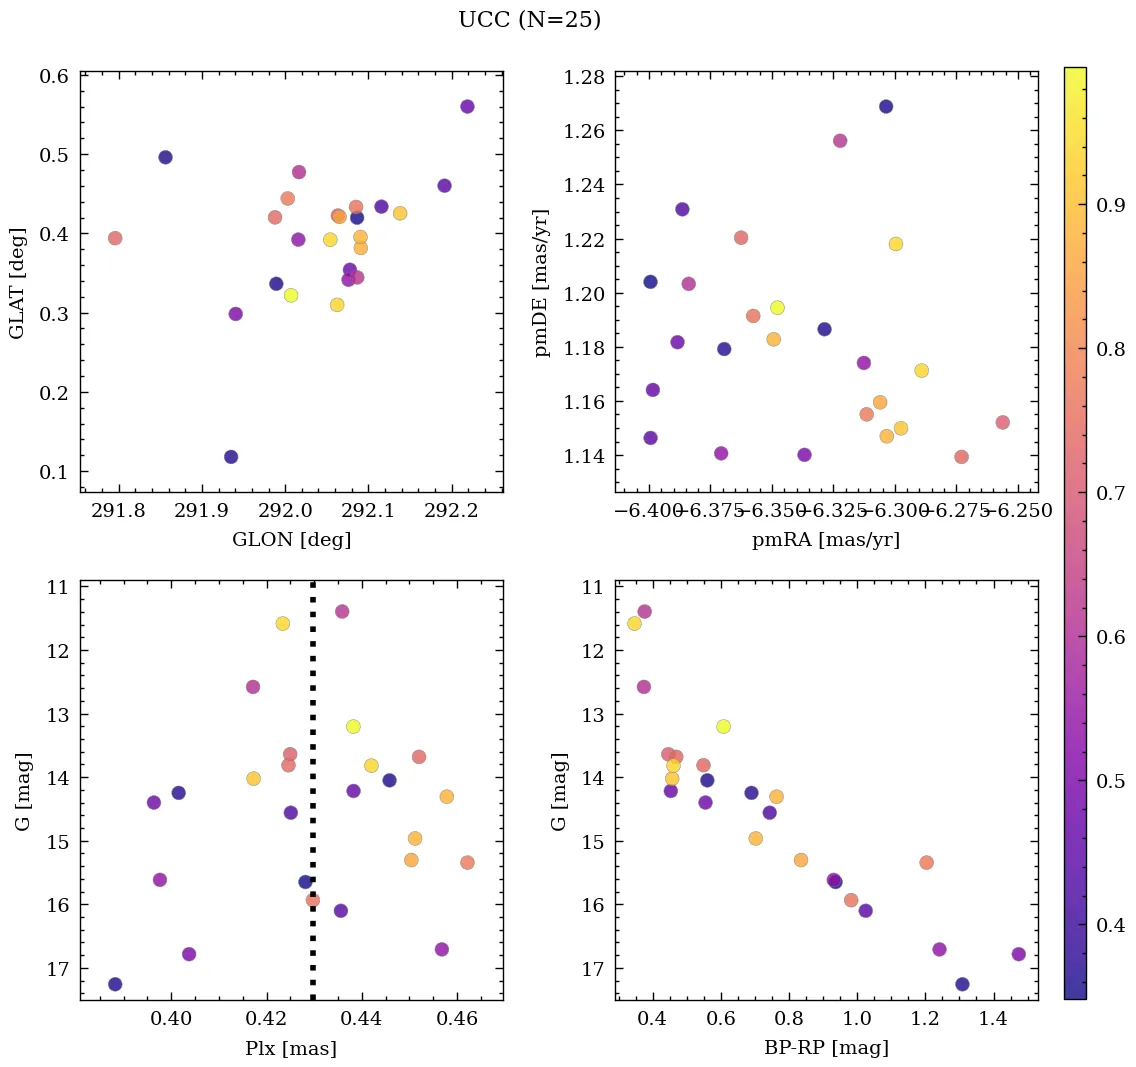 UCC (N=25)
0.6
0.5
0.4
0.3
0.2
0.1
GLAT [deg]
291.8 291.9 292.0 292.1 292.2
GLON [deg]
1.28
1.26
1.24
1.22
1.20
1.18
1.16
1.14
pmDE [mas/yr]
−6.400 −6.375 −6.350 −6.325 −6.300 −6.275 −6.250
pmRA [mas/yr]
11
12
13
14
15
16
17
G [mag]
0.40 0.42 0.44 0.46
Plx [mas]
11
12
13
14
15
16
17
G [mag]
0.4 0.6 0.8 1.0 1.2 1.4
BP-RP [mag]
0.9
0.8
0.7
0.6
0.5
0.4